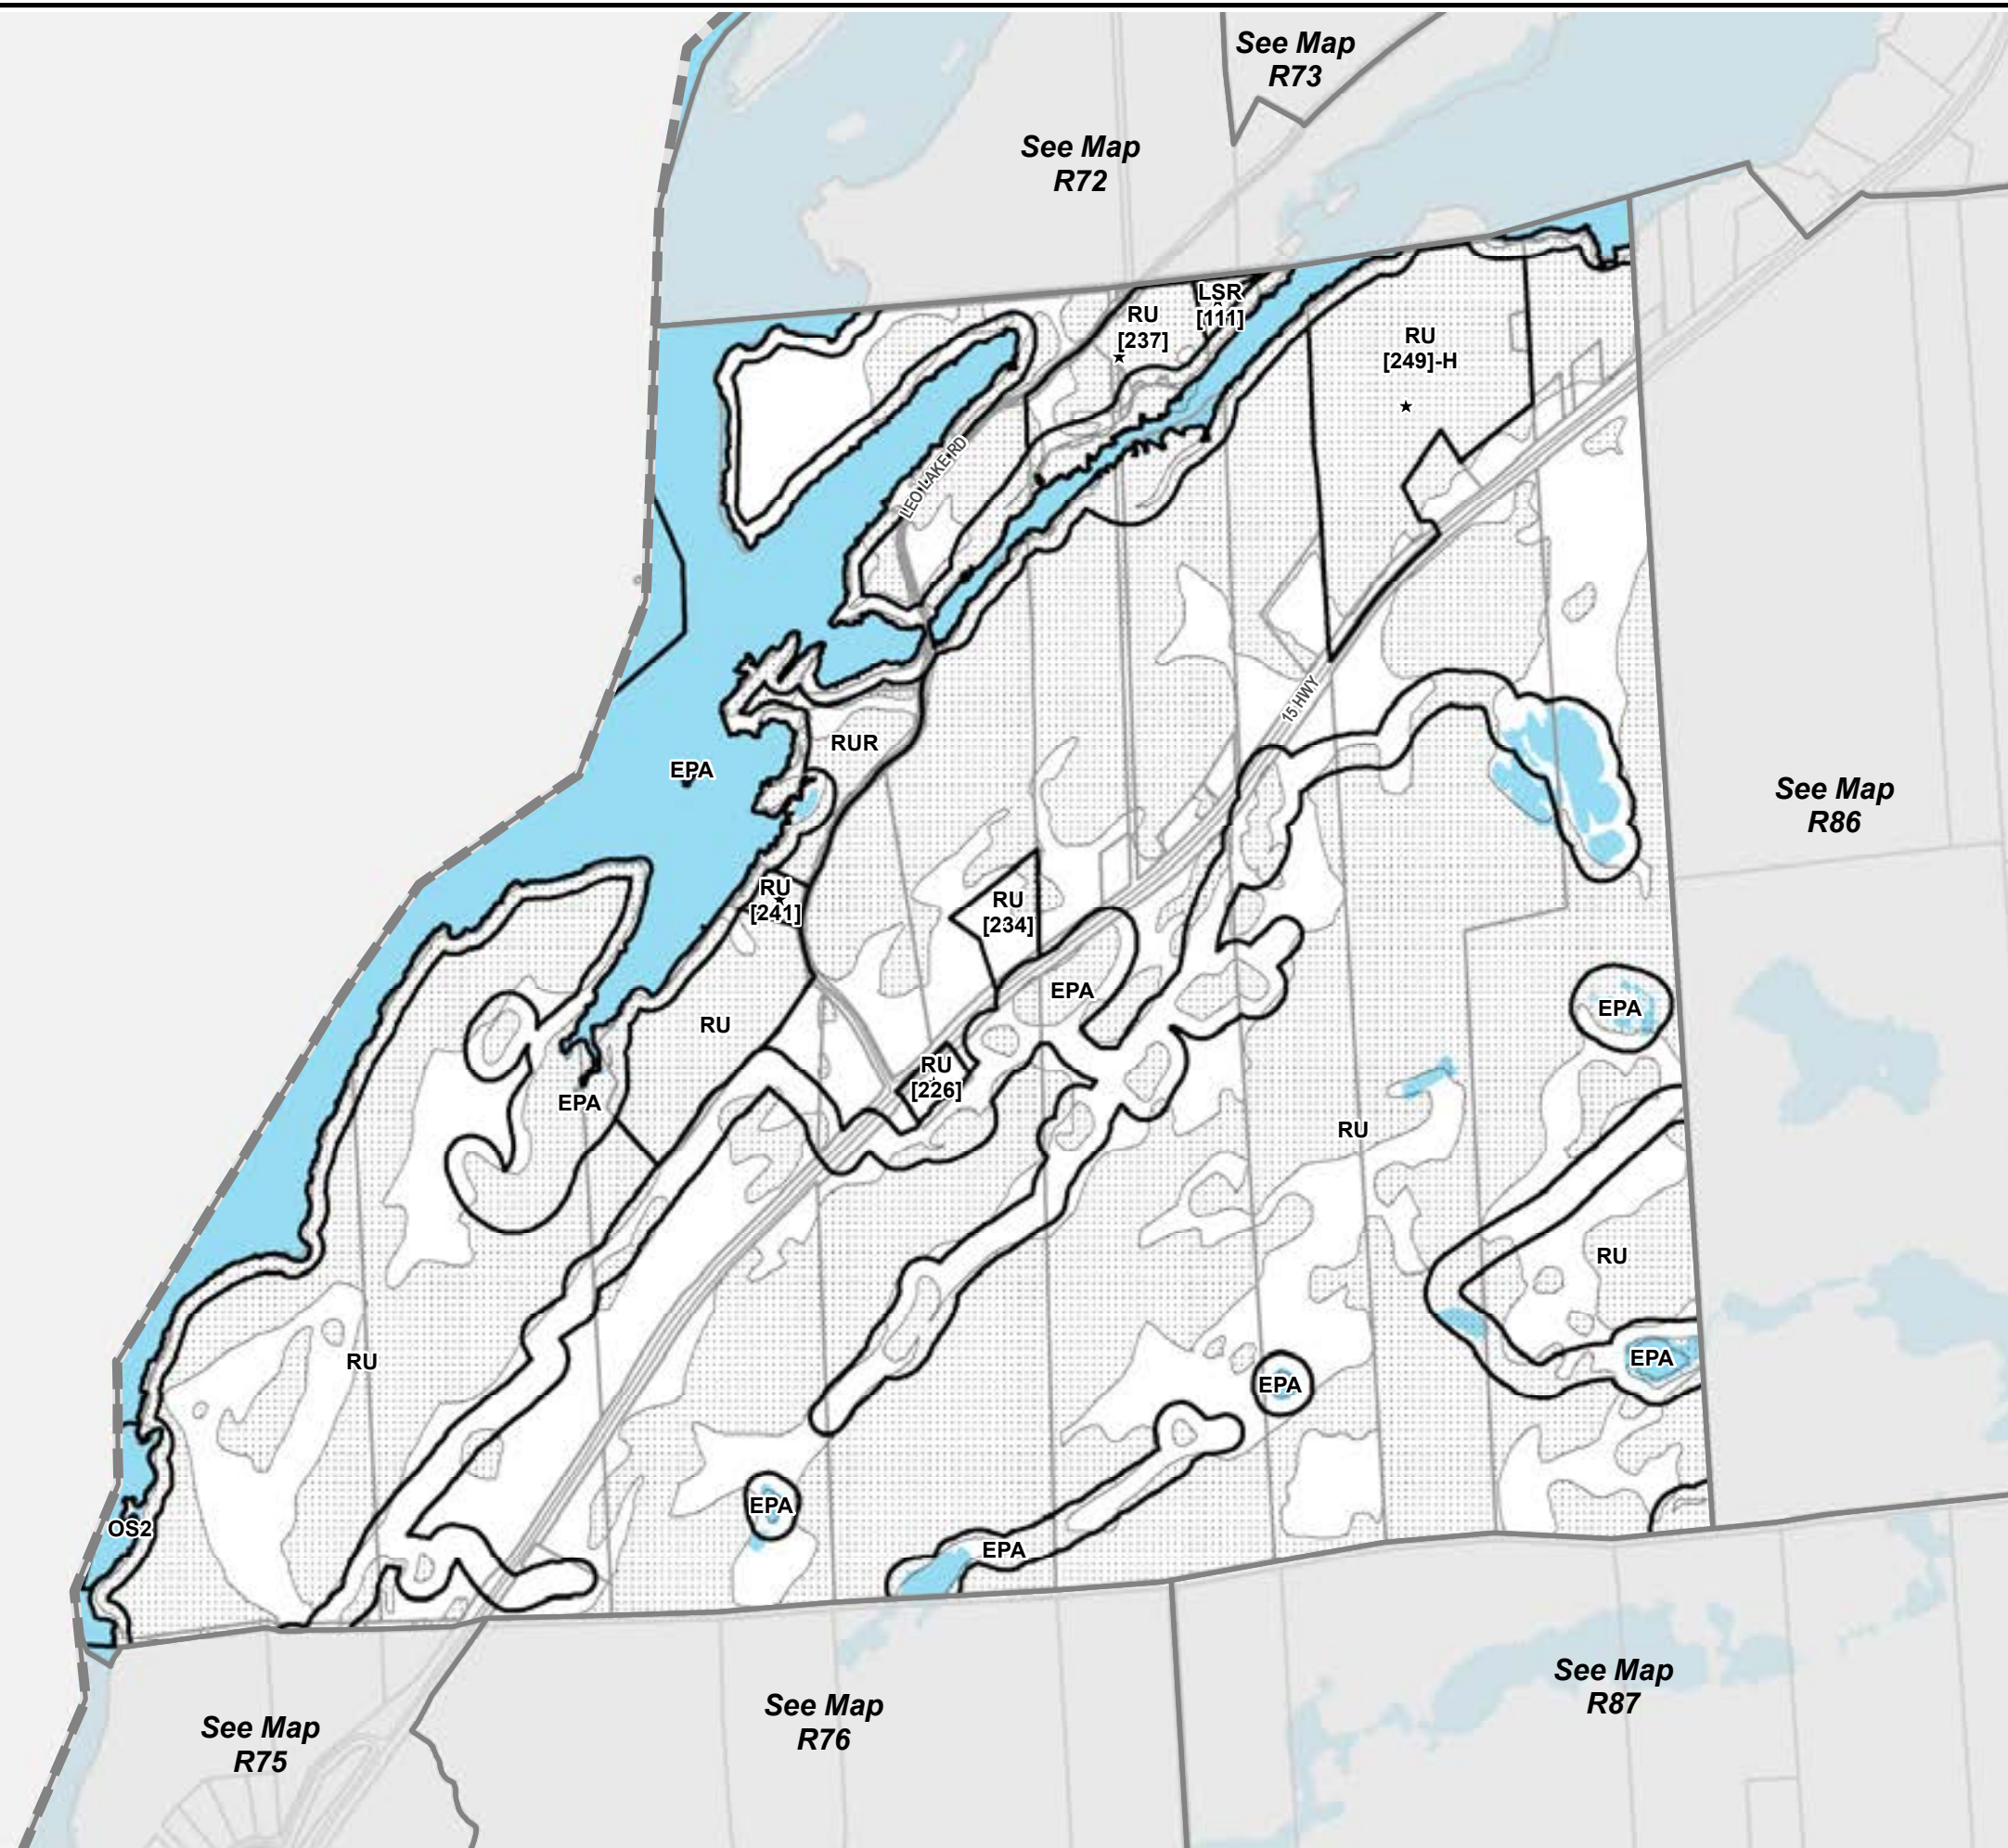 See Map
R73
See Map
R72
LSR
[111]
RU
[237]
RU
[249]-H
LEO LAKE RD
15 HWY
RUR
EPA
See Map
R86
RU
[241]
RU
[234]
EPA
EPA
RU
RU
[226]
EPA
RU
RU
EPA
RU
EPA
EPA
OS2
EPA
See Map
R87
See Map
R76
See Map
R75